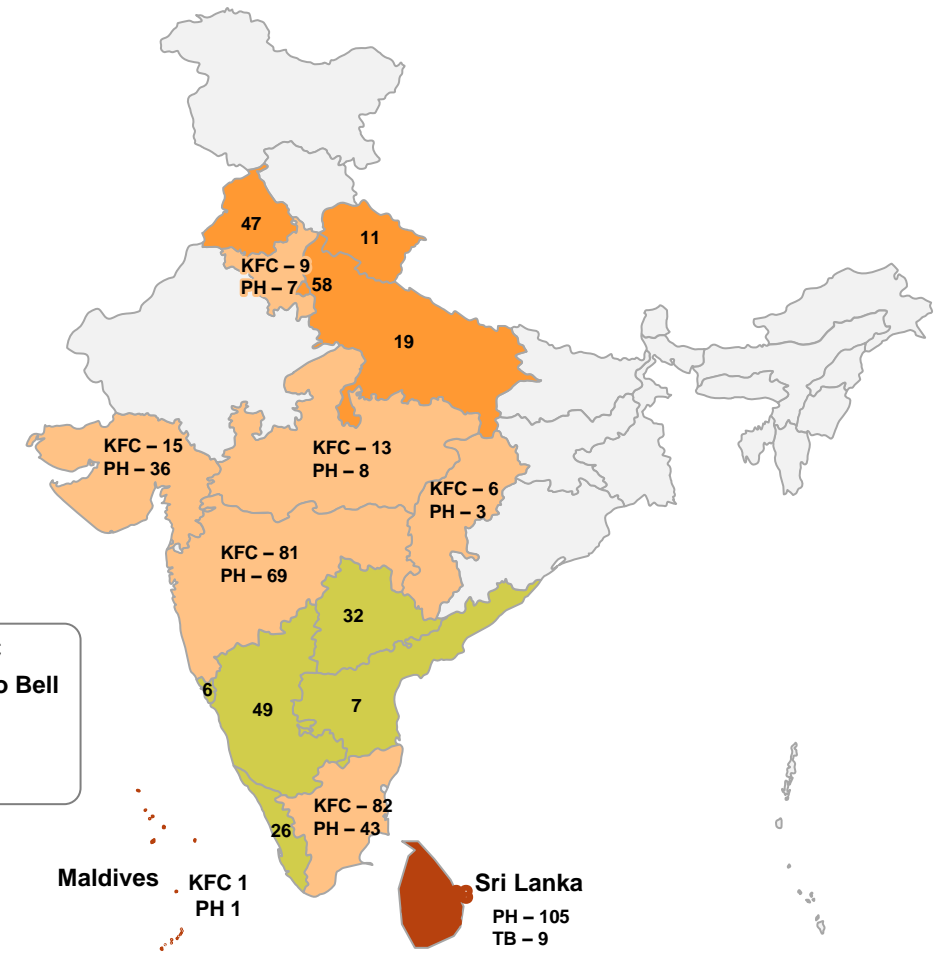 47
11
KFC – 9
PH – 7
58
19
KFC – 15
PH – 36
KFC – 13
PH – 8
KFC – 6
PH – 3
KFC – 81
PH – 69
32
Bell
6
49
7
KFC – 82
PH – 43
26
Maldives
KFC 1
PH 1
Sri Lanka
PH – 105
TB – 9